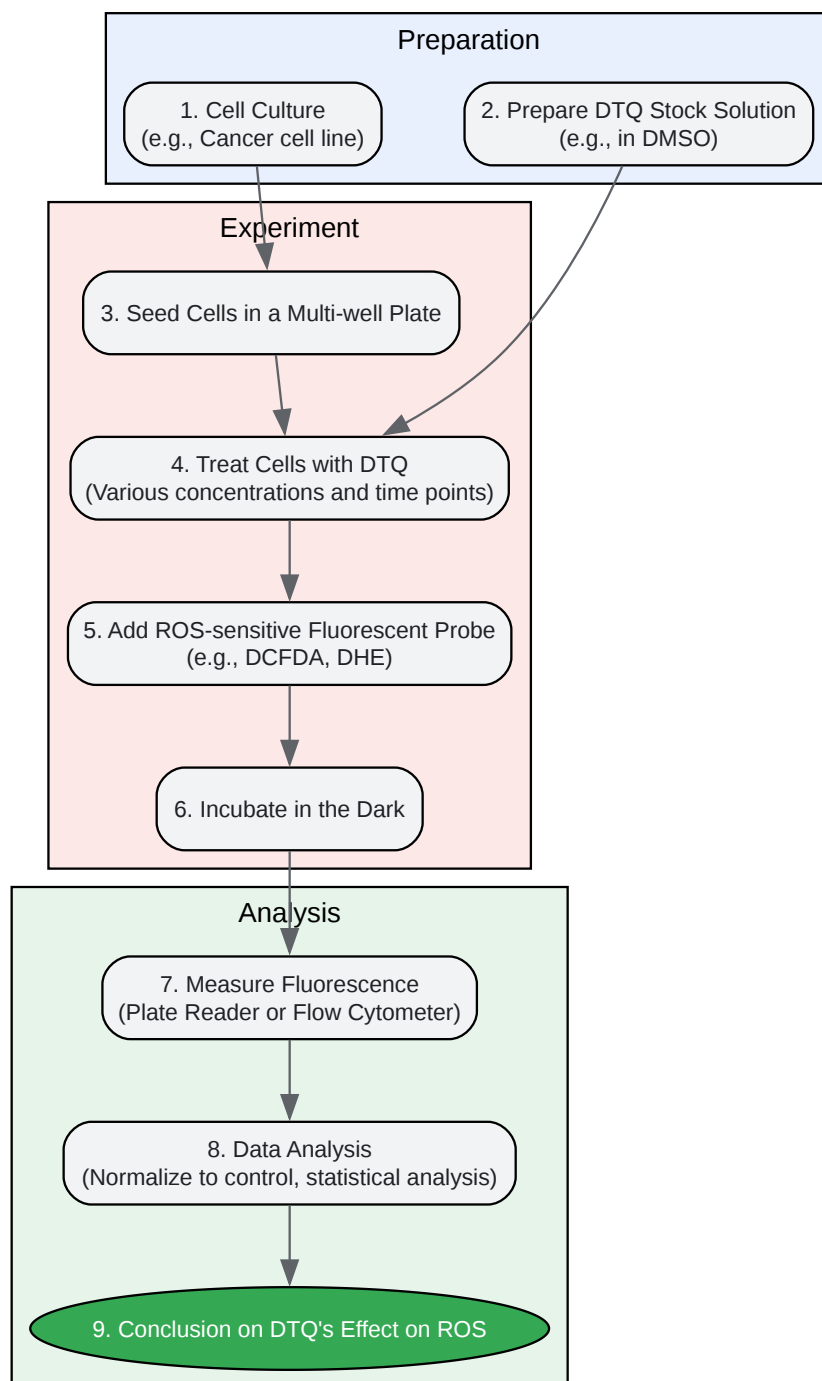 Preparation
1. Cell Culture
(e.g., Cancer cell line)
2. Prepare DTQ Stock Solution
(e.g., in DMSO)
Experiment
3. Seed Cells in a Multi-well Plate
4. Treat Cells with DTQ
(Various concentrations and time points)
5. Add ROS-sensitive Fluorescent Probe
(e.g., DCFDA, DHE)
6. Incubate in the Dark
Analysis
7. Measure Fluorescence
(Plate Reader or Flow Cytometer)
8. Data Analysis
(Normalize to control, statistical analysis)
9. Conclusion on DTQ's Effect on ROS